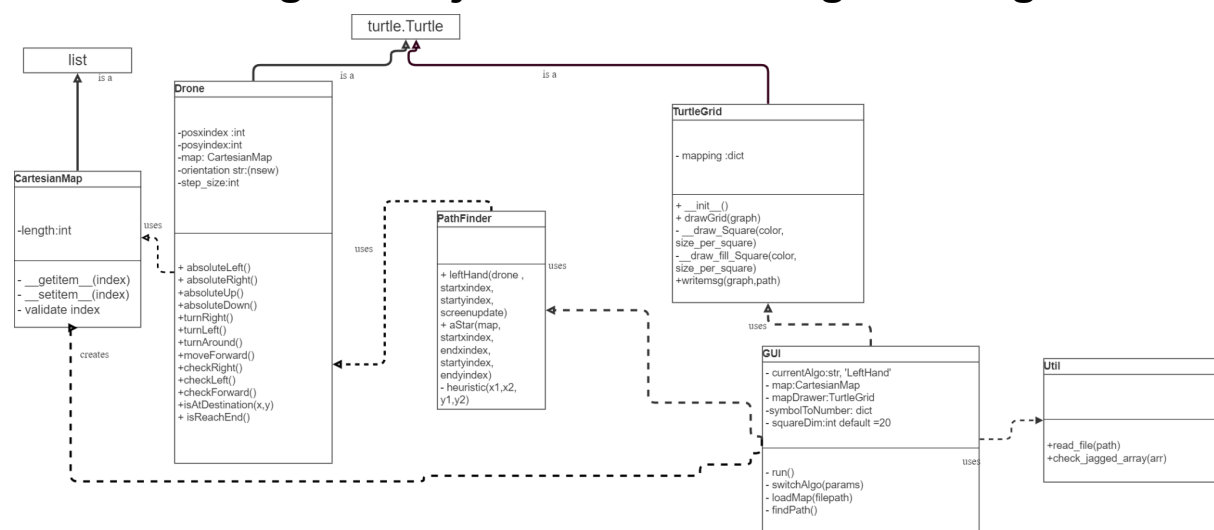 turtle.Turtle
list
is a
is a
is a
Drone
-posxindex :int
-posyindex:int
-map: CartesianMap
-orientation str:(nsew)
-step_size:int
+ absoluteLeft()
+ absoluteRight()
+absoluteUp()
+absoluteDown()
+turnRight()
+turnLeft()
+turnAround()
+moveForward()
+checkRight()
+checkLeft()
+checkForward()
+isAtDestination(x,y)
+ isReachEnd()
TurtleGrid
- mapping :dict
+ __init__()
+ drawGrid(graph)
- __draw_Square(color,
size_per_square)
-__draw_fill_Square(color,
size_per_square)
+writemsg(graph,path)
CartesianMap
-length:int
- __getitem__(index)
- __setitem__(index)
- validate index
uses
creates
uses
PathFinder
+ leftHand(drone ,
startxindex,
startyindex,
screenupdate)
+ aStar(map,
startxindex,
endxindex,
startyindex,
endyindex)
- heuristic(x1,x2,
y1,y2)
uses
uses
GUI
- currentAlgo:str, 'LeftHand'
- map:CartesianMap
- mapDrawer:TurtleGrid
-symbolToNumber: dict
- squareDim:int default =20
- run()
- switchAlgo(params)
- loadMap(filepath)
- findPath()
uses
Util
+read_file(path)
+check_jagged_array(arr)